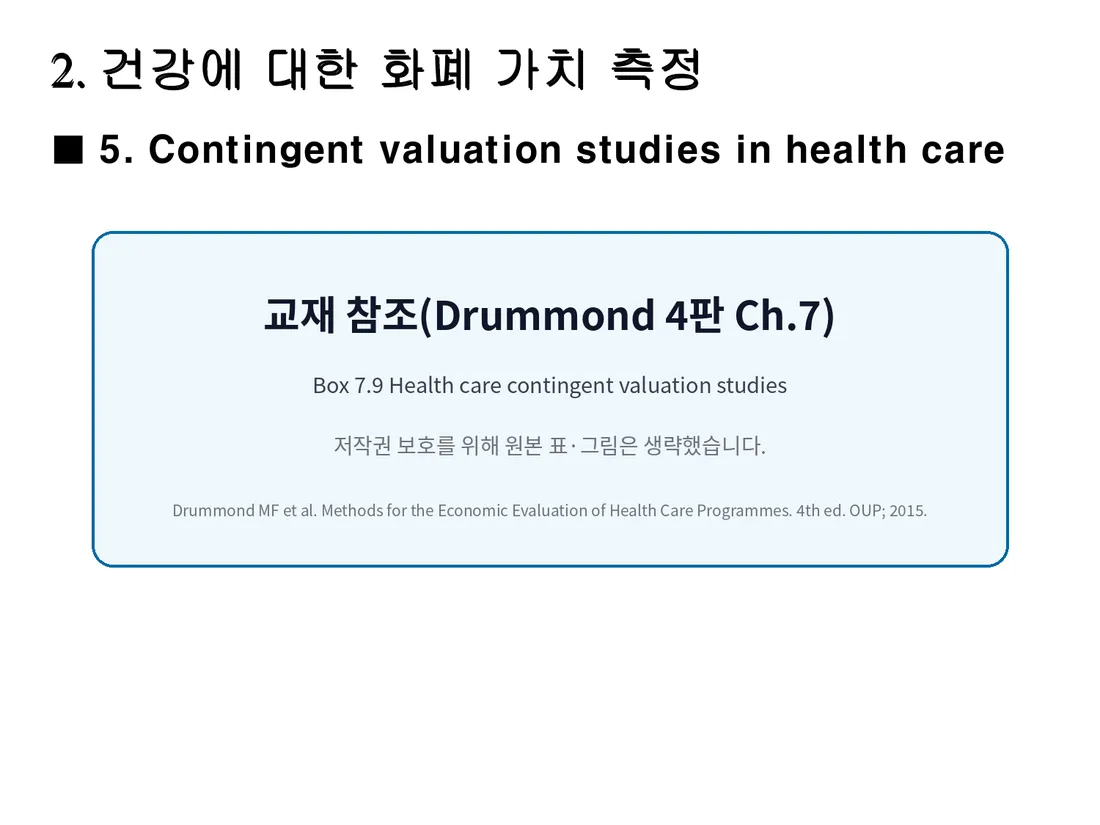 2. 건강에 대한 화폐 가치 측정
■ 5. Contingent valuation studies in health care
교재 참조(Drummond 4판 Ch.7)
Box 7.9 Health care contingent valuation studies
저작권 보호를 위해 원본 표·그림은 생략했습니다.
Drummond MF et al. Methods for the Economic Evaluation of Health Care Programmes. 4th ed. OUP; 2015.